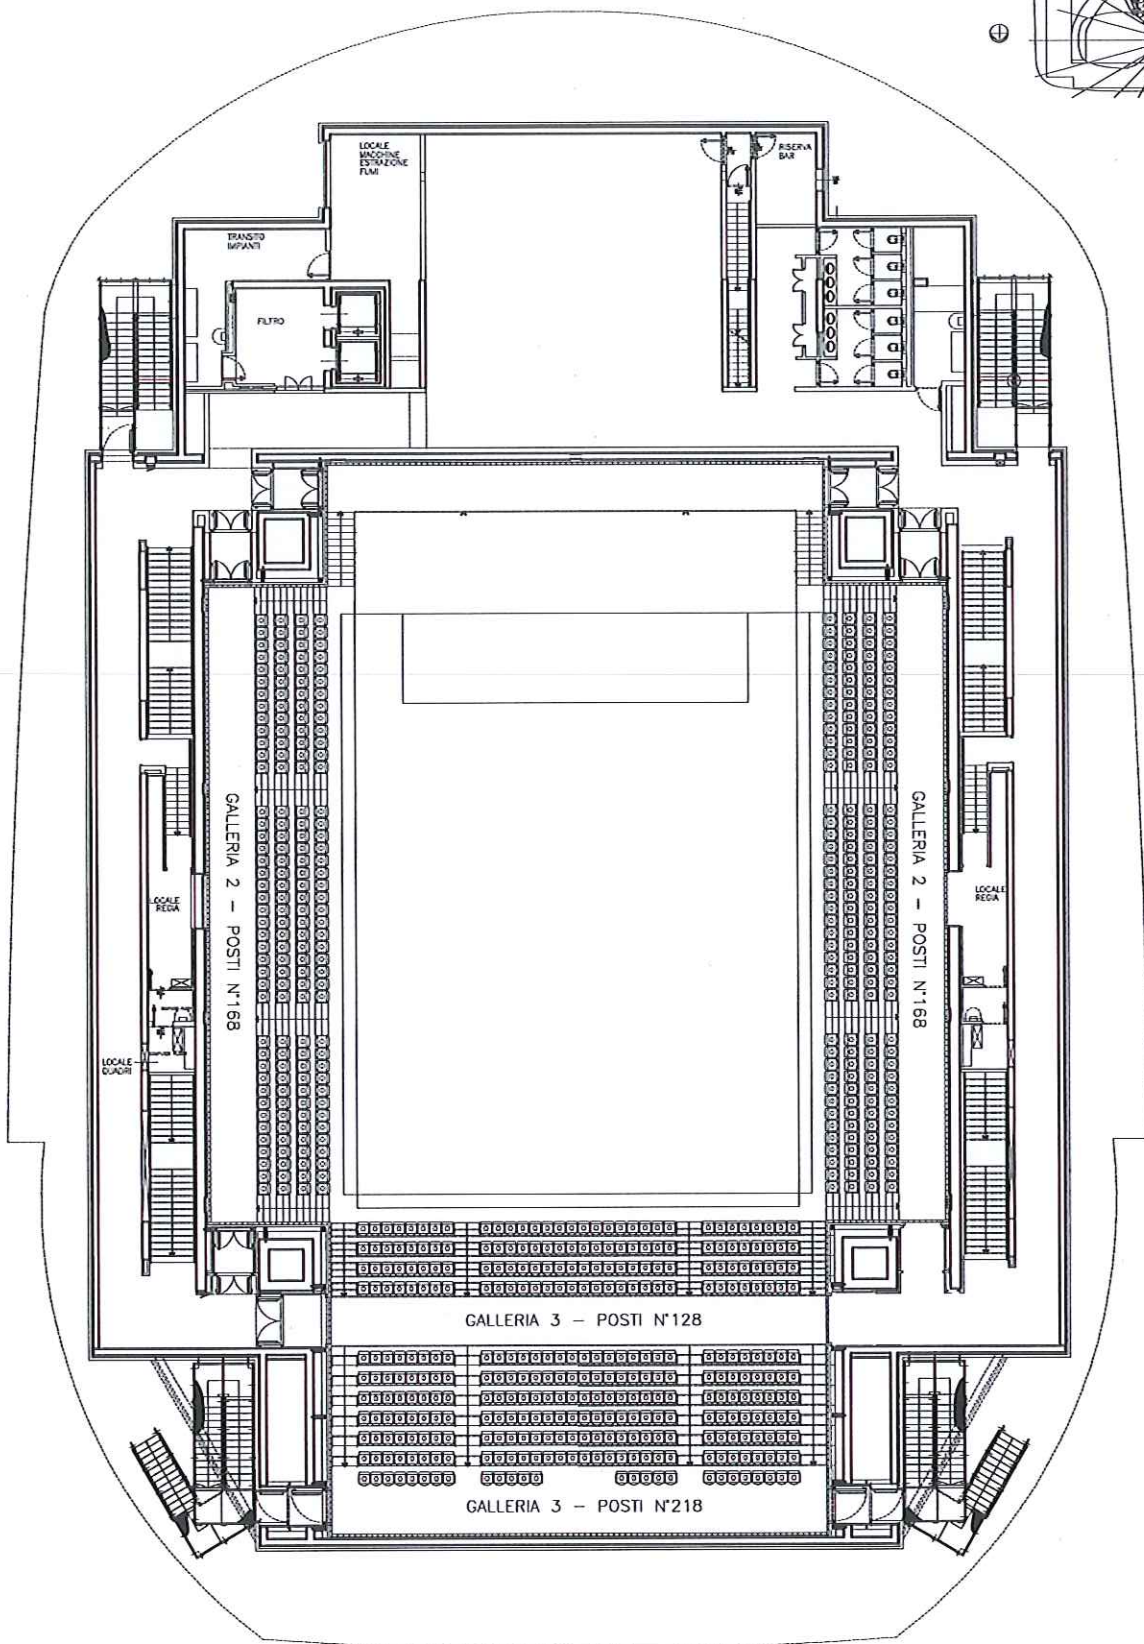 LOCALE
MACCHINE
ESTRAZIONE
FUMI
RISERVA
BAR
TRANSITO
IMPIANTI
FILTRO
GALLERIA 2 – POSTI N°168
GALLERIA 2 – POSTI N°168
LOCALE
REGIA
LOCALE
REGIA
LOCALE
QUADRI
GALLERIA 3 – POSTI N°128
GALLERIA 3 – POSTI N°218